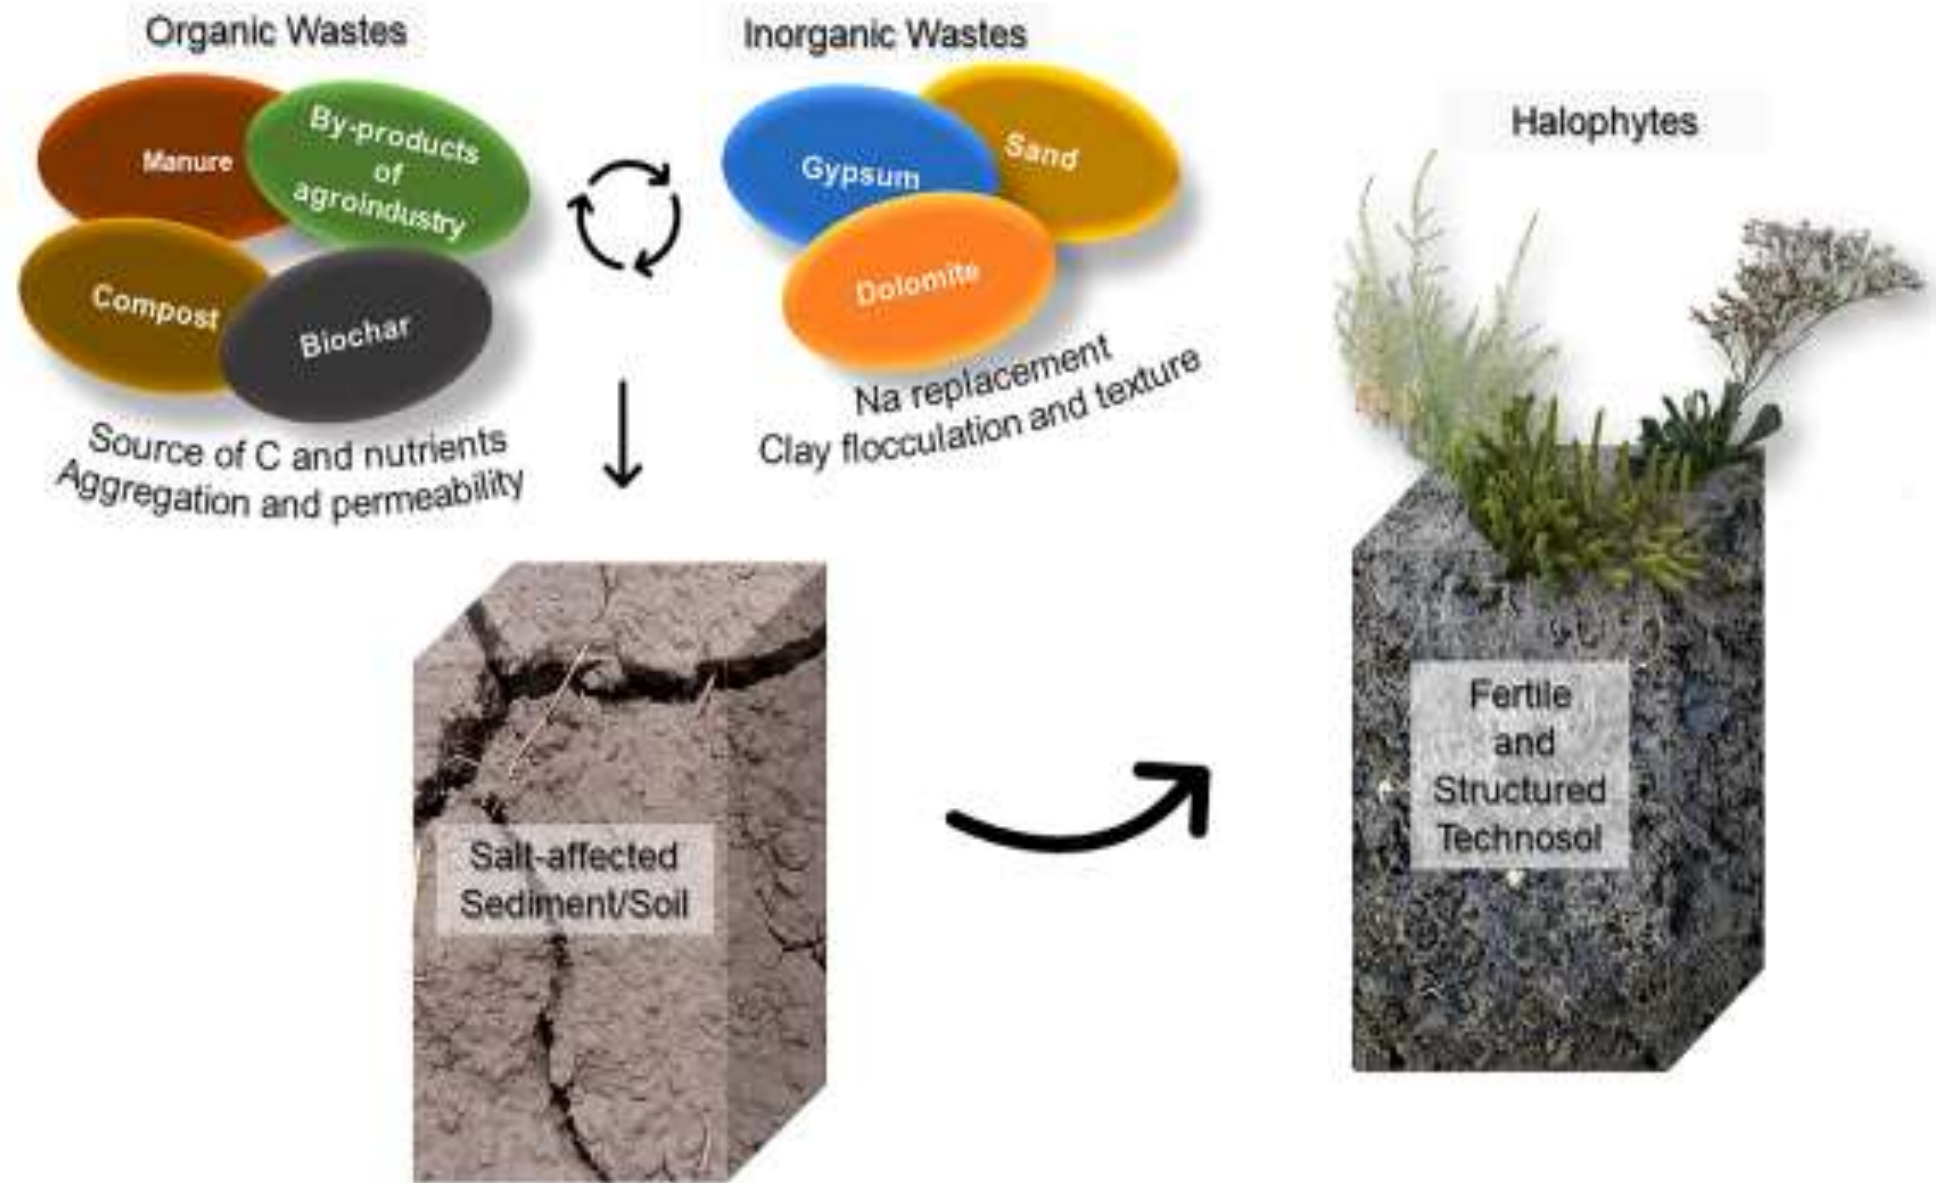 Organic Wastes
Manure
By-products
of
agroindustry
Compost
Biochar
Source of C and nutrients
Aggregation and permeability
Inorganic Wastes
Gypsum
Sand
Dolomite
Na replacement
Clay flocculation and texture
Halophytes
Salt-affected
Sediment/Soil
Fertile
and
Structured
Technosol